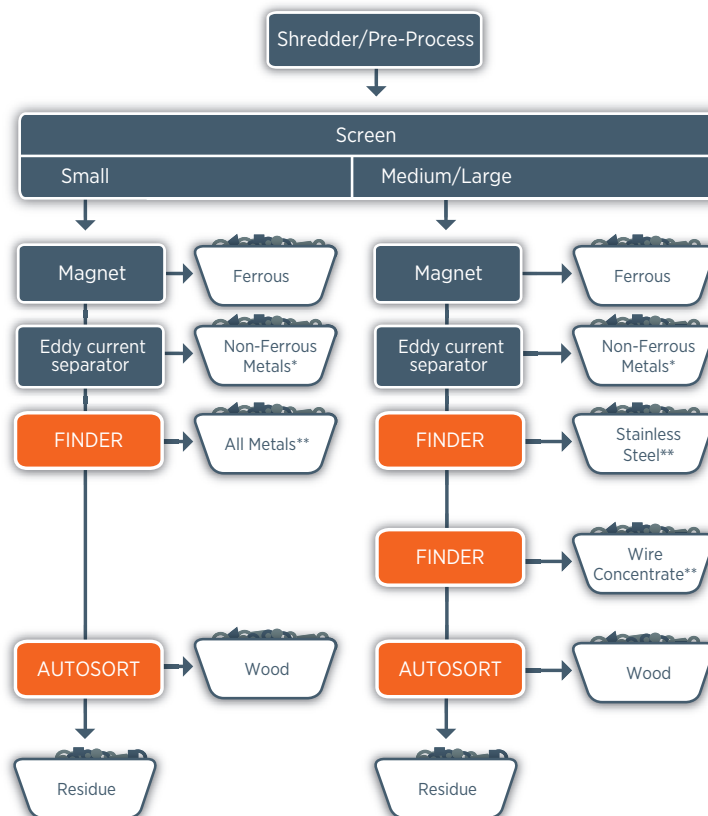 Shredder/Pre-Process
Screen
Small
Medium/Large
Magnet
Ferrous
Magnet
Ferrous
Eddy current
separator
Non-Ferrous
Metals*
Eddy current
separator
Non-Ferrous
Metals*
FINDER
All Metals**
FINDER
Stainless
Steel**
FINDER
Wire
Concentrate**
AUTOSORT
Wood
AUTOSORT
Wood
Residue
Residue